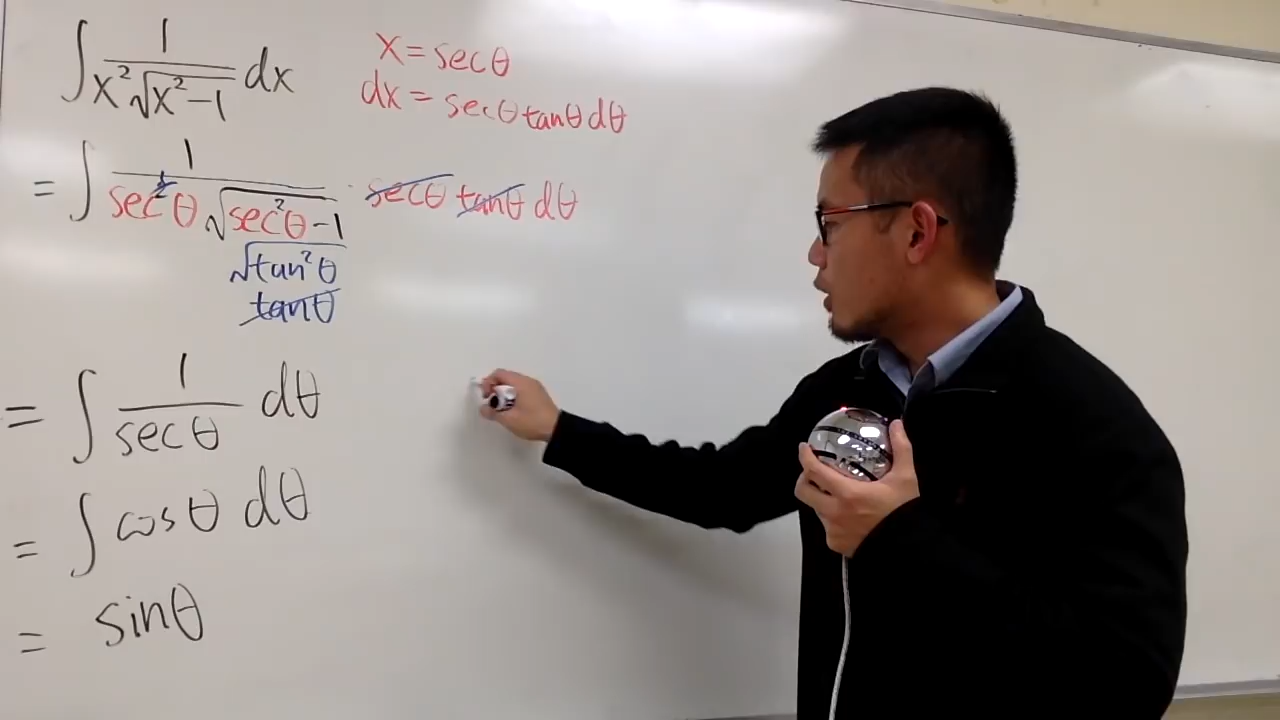 ∫ 1/(x²√(x²−1)) dx
x = secθ
dx = secθ tanθ dθ
= ∫ 1/(sec²θ √(sec²θ−1)) · secθ tanθ dθ
√(tan²θ)
tanθ
= ∫ 1/secθ dθ
= ∫ cosθ dθ
= sinθ